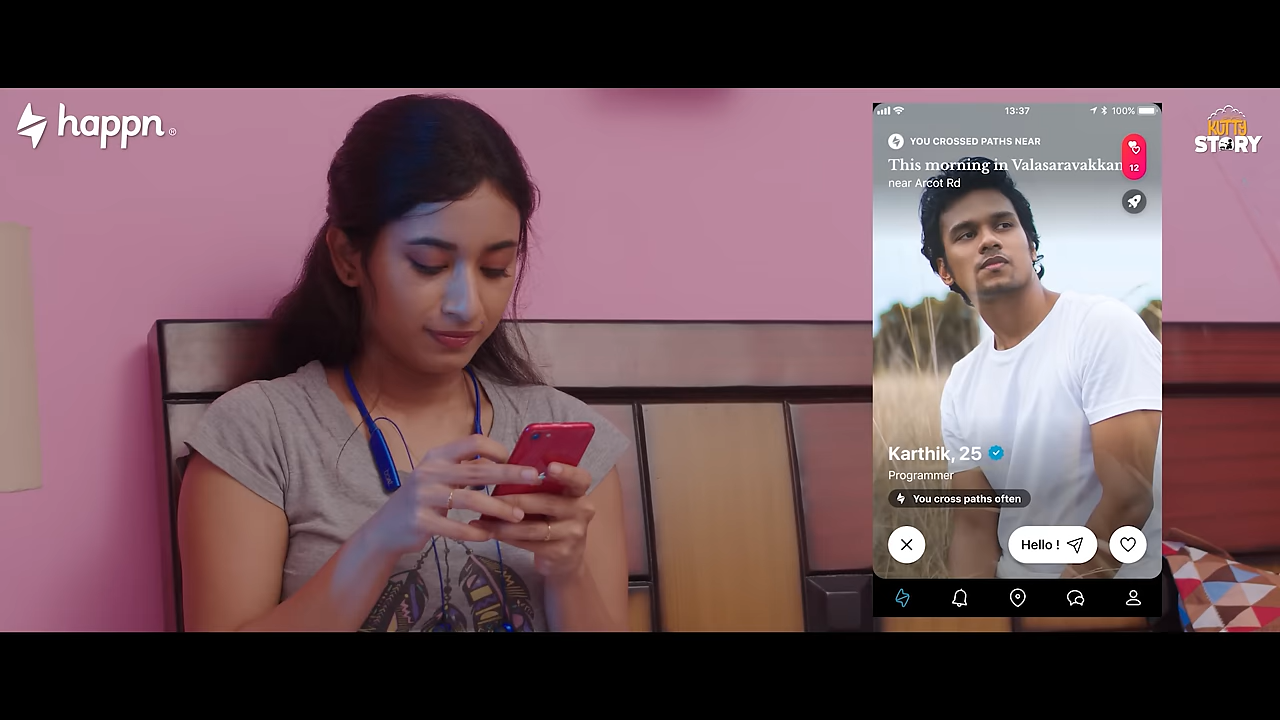 happn®
KUTTY
STORY
13:37
100%
YOU CROSSED PATHS NEAR
This morning in Valasaravakkam
near Arcot Rd
12
Karthik, 25
Programmer
You cross paths often
Hello !